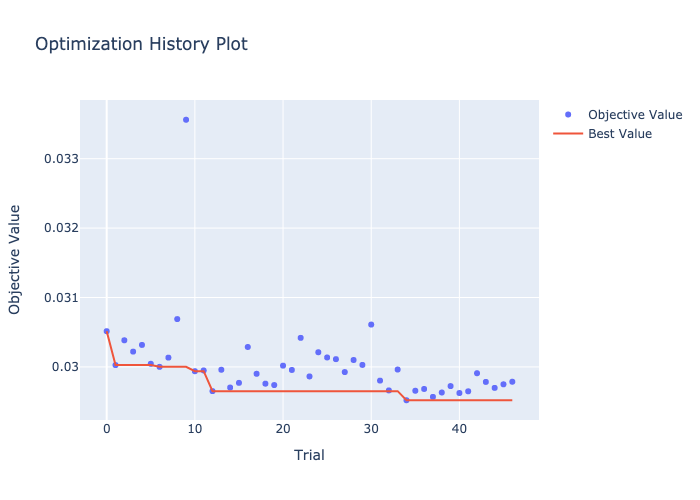 Optimization History Plot
Objective Value
Best Value
0.033
0.032
0.031
0.03
Objective Value
0
10
20
30
40
Trial